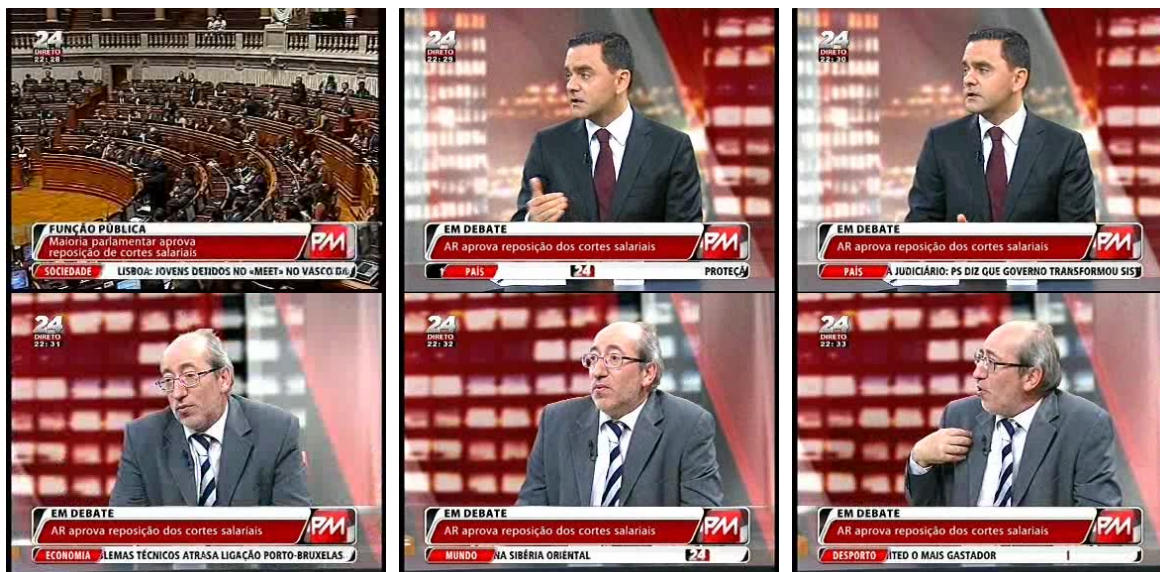 24
DIRETO
22:28
FUNÇÃO PÚBLICA
Maioria parlamentar aprova
reposição de cortes salariais
PM
SOCIEDADE LISBOA: JOVENS DETIDOS NO «MEET» NO VASCO DA
24
DIRETO
22:29
EM DEBATE
AR aprova reposição dos cortes salariais
PM
PAÍS 24 PROTEÇÃ
24
DIRETO
22:30
EM DEBATE
AR aprova reposição dos cortes salariais
PM
PAÍS A JUDICIÁRIO: PS DIZ QUE GOVERNO TRANSFORMOU SIST
24
DIRETO
22:31
EM DEBATE
AR aprova reposição dos cortes salariais
PM
ECONOMIA BLEMAS TÉCNICOS ATRASA LIGAÇÃO PORTO-BRUXELAS
24
DIRETO
22:32
EM DEBATE
AR aprova reposição dos cortes salariais
PM
MUNDO NA SIBÉRIA ORIENTAL 24
24
DIRETO
22:33
EM DEBATE
AR aprova reposição dos cortes salariais
PM
DESPORTO ITED O MAIS GASTADOR